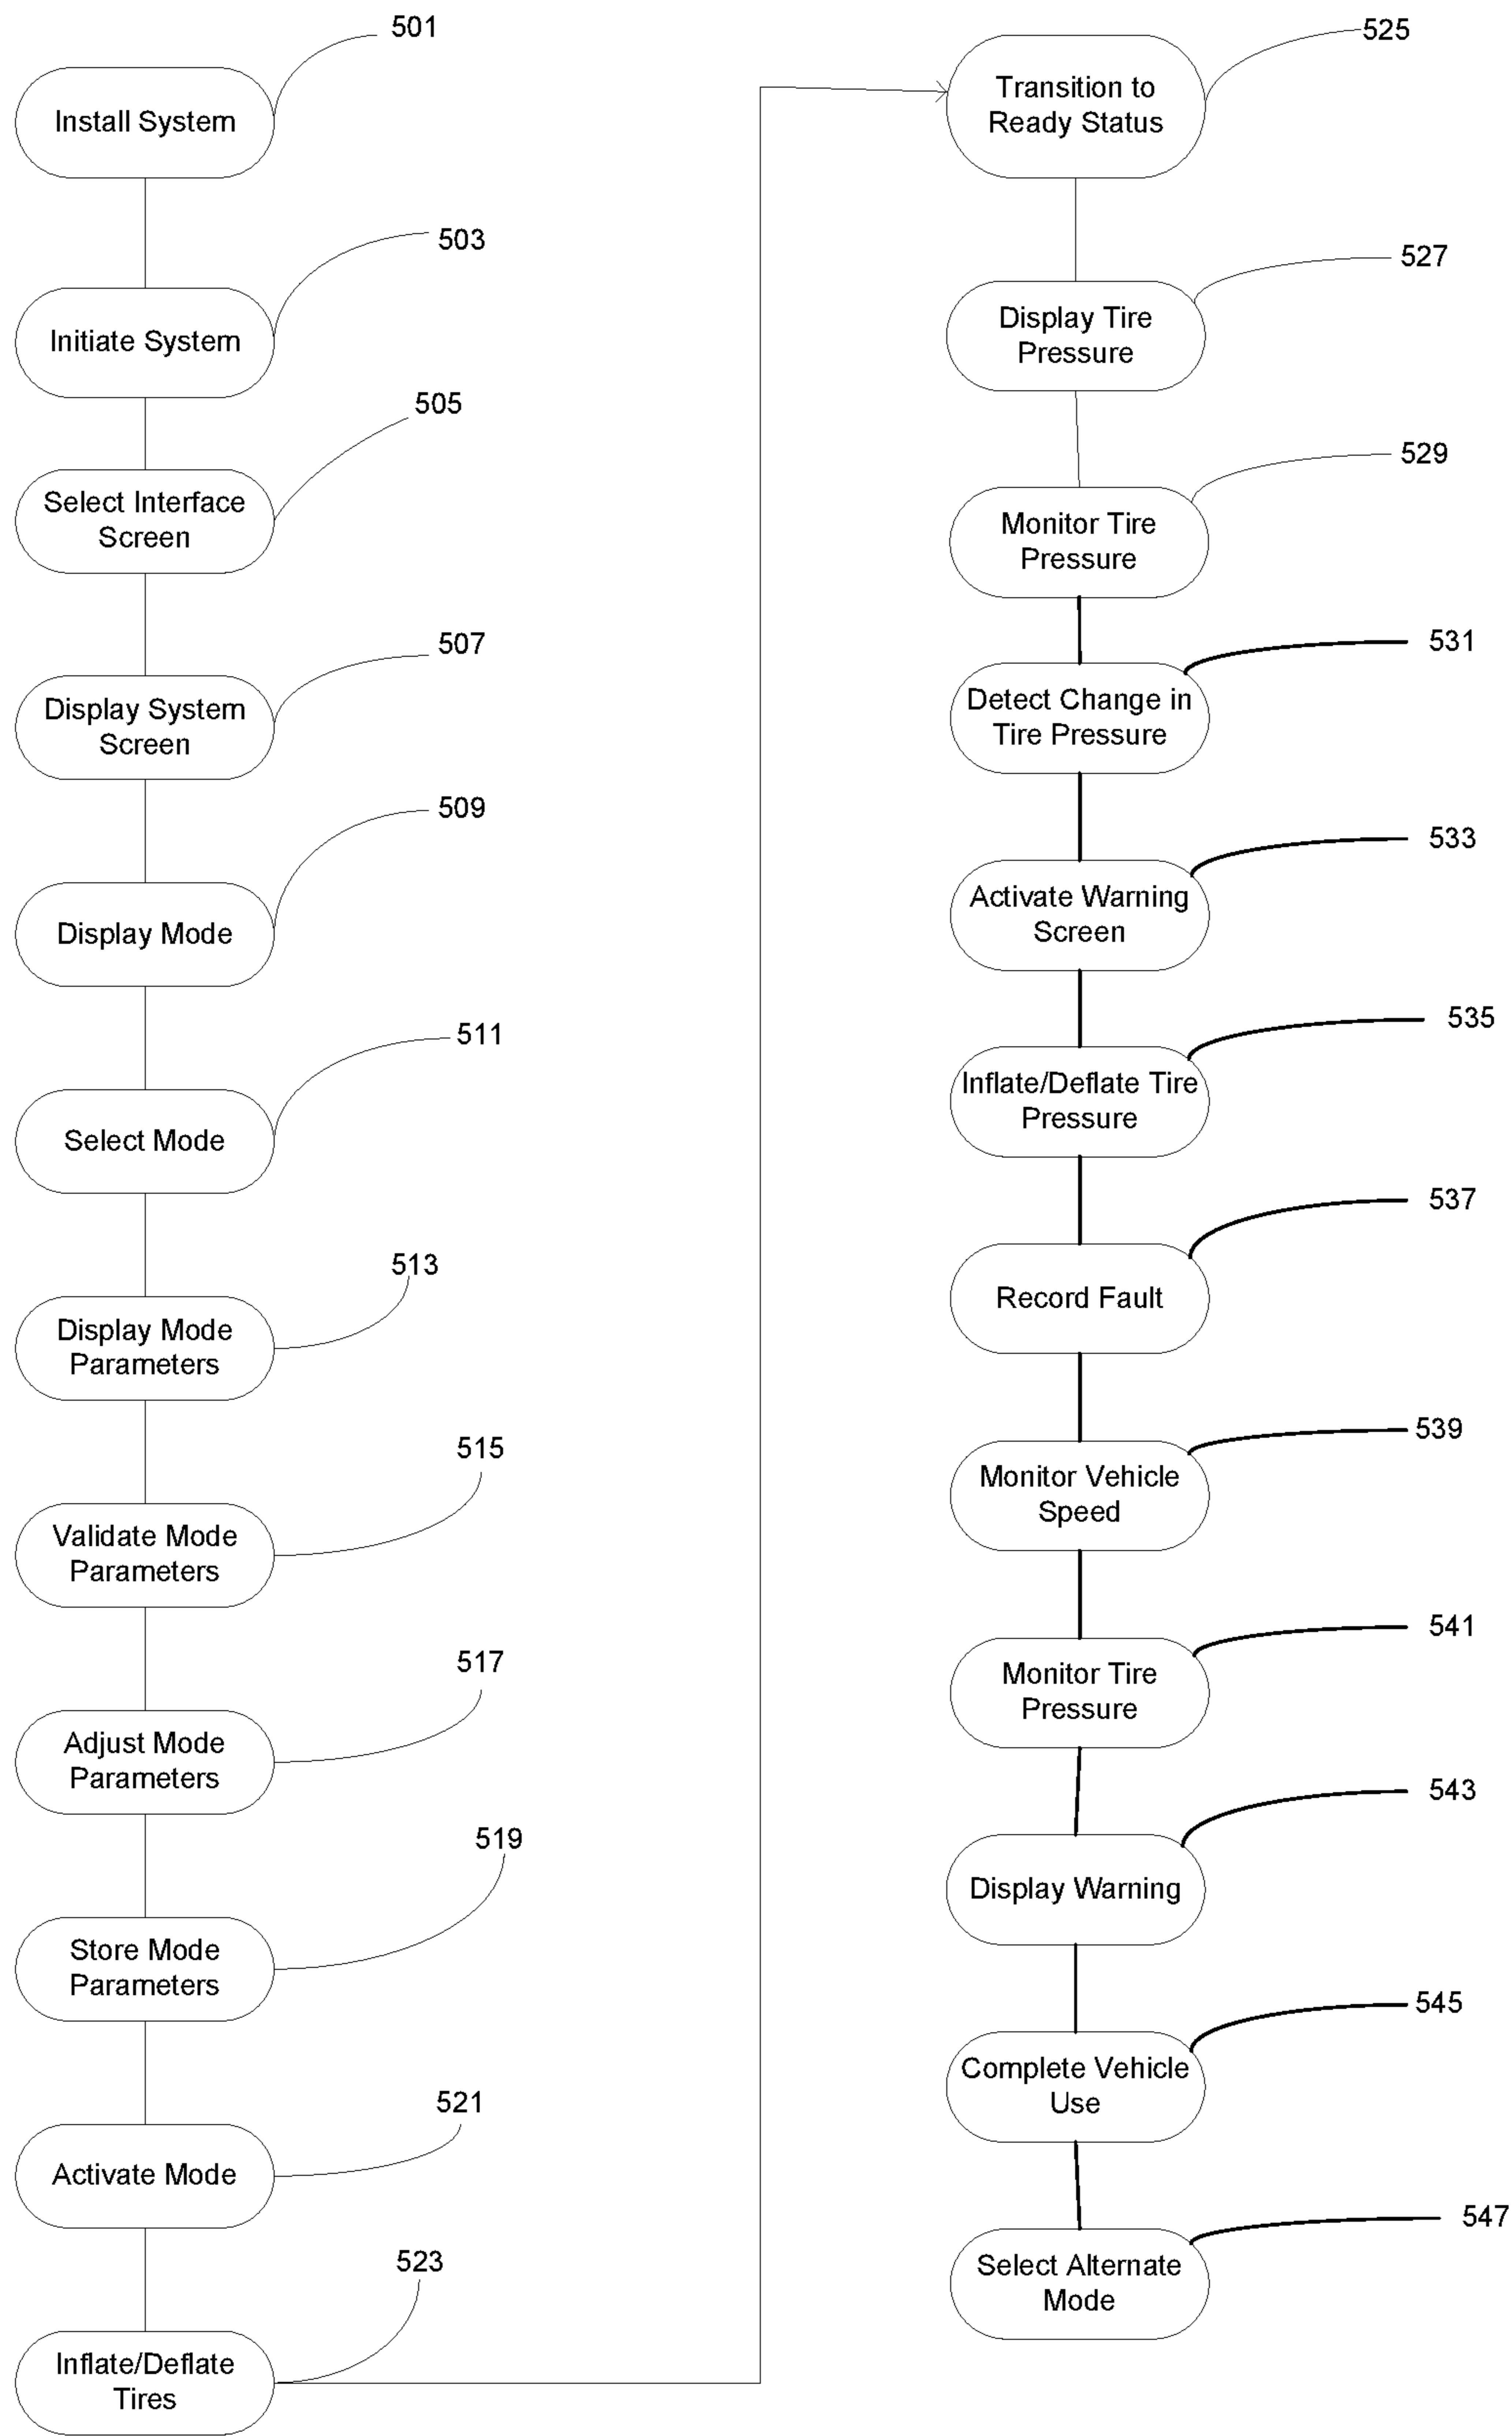 501
Install System
503
Initiate System
505
Select Interface
Screen
507
Display System
Screen
509
Display Mode
511
Select Mode
513
Display Mode
Parameters
515
Validate Mode
Parameters
517
Adjust Mode
Parameters
519
Store Mode
Parameters
521
Activate Mode
523
Inflate/Deflate
Tires
525
Transition to
Ready Status
527
Display Tire
Pressure
529
Monitor Tire
Pressure
531
Detect Change in
Tire Pressure
533
Activate Warning
Screen
535
Inflate/Deflate Tire
Pressure
537
Record Fault
539
Monitor Vehicle
Speed
541
Monitor Tire
Pressure
543
Display Warning
545
Complete Vehicle
Use
547
Select Alternate
Mode